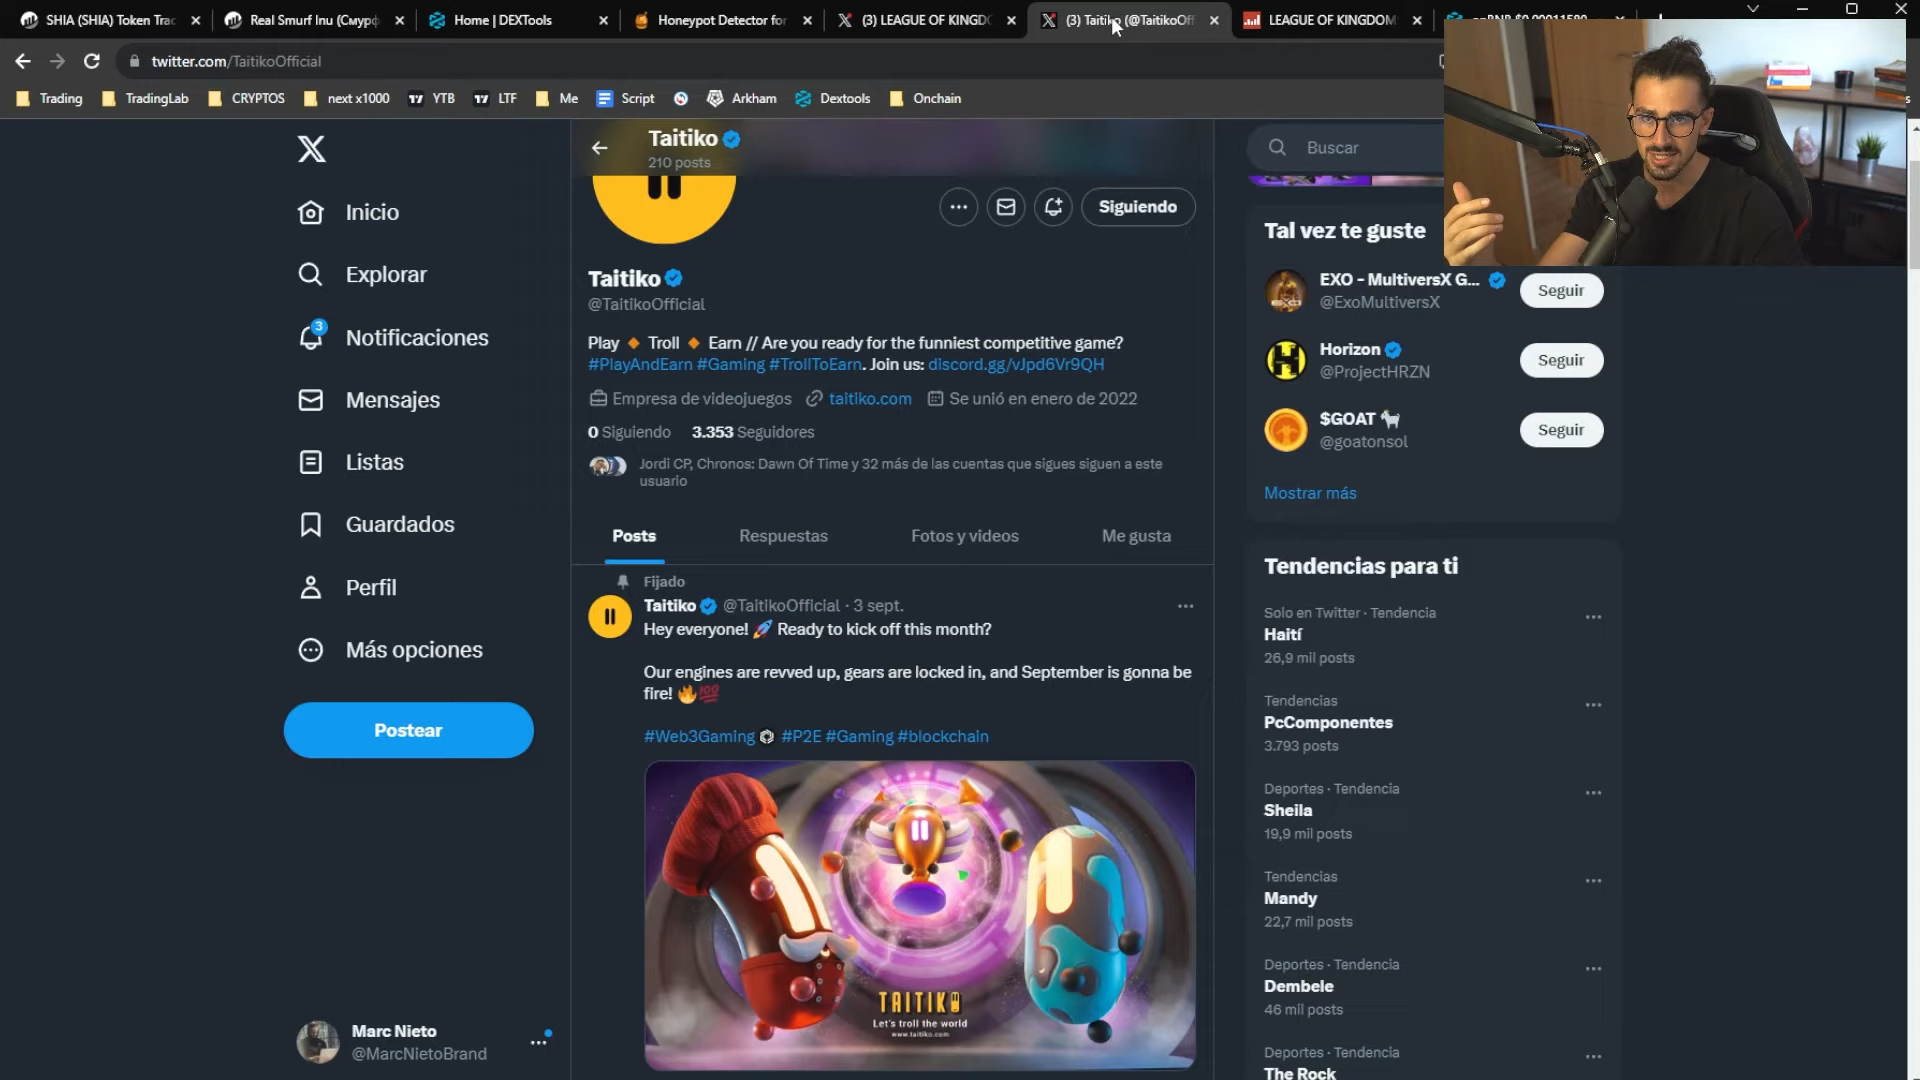 SHIA (SHIA) Token Trac
Real Smurf Inu (Смурф
Home | DEXTools
Honeypot Detector for
(3) LEAGUE OF KINGDO
(3) Taitiko (@TaitikoOff
LEAGUE OF KINGDOM
twitter.com/TaitikoOfficial
Trading
TradingLab
CRYPTOS
next x1000
YTB
LTF
Me
Script
Arkham
Dextools
Onchain
Inicio
Explorar
3
Notificaciones
Mensajes
Listas
Guardados
Perfil
Más opciones
Postear
Marc Nieto
@MarcNietoBrand
Taitiko
210 posts
Siguiendo
Taitiko
@TaitikoOfficial
Play 🔸 Troll 🔸 Earn // Are you ready for the funniest competitive game?
#PlayAndEarn #Gaming #TrollToEarn. Join us: discord.gg/vJpd6Vr9QH
Empresa de videojuegos taitiko.com Se unió en enero de 2022
0 Siguiendo 3.353 Seguidores
Jordi CP, Chronos: Dawn Of Time y 32 más de las cuentas que sigues siguen a este
usuario
Posts
Respuestas
Fotos y videos
Me gusta
Fijado
Taitiko @TaitikoOfficial · 3 sept.
Hey everyone! 🚀 Ready to kick off this month?
Our engines are revved up, gears are locked in, and September is gonna be
fire! 🔥💯
#Web3Gaming #P2E #Gaming #blockchain
TAITIKO
Let's troll the world
www.taitiko.com
Buscar
Tal vez te guste
EXO - MultiversX G...
@ExoMultiversX
Seguir
Horizon
@ProjectHRZN
Seguir
$GOAT 🐐
@goatonsol
Seguir
Mostrar más
Tendencias para ti
Solo en Twitter · Tendencia
Haití
26,9 mil posts
Tendencias
PcComponentes
3.793 posts
Deportes · Tendencia
Sheila
19,9 mil posts
Tendencias
Mandy
22,7 mil posts
Deportes · Tendencia
Dembele
46 mil posts
Deportes · Tendencia
The Rock